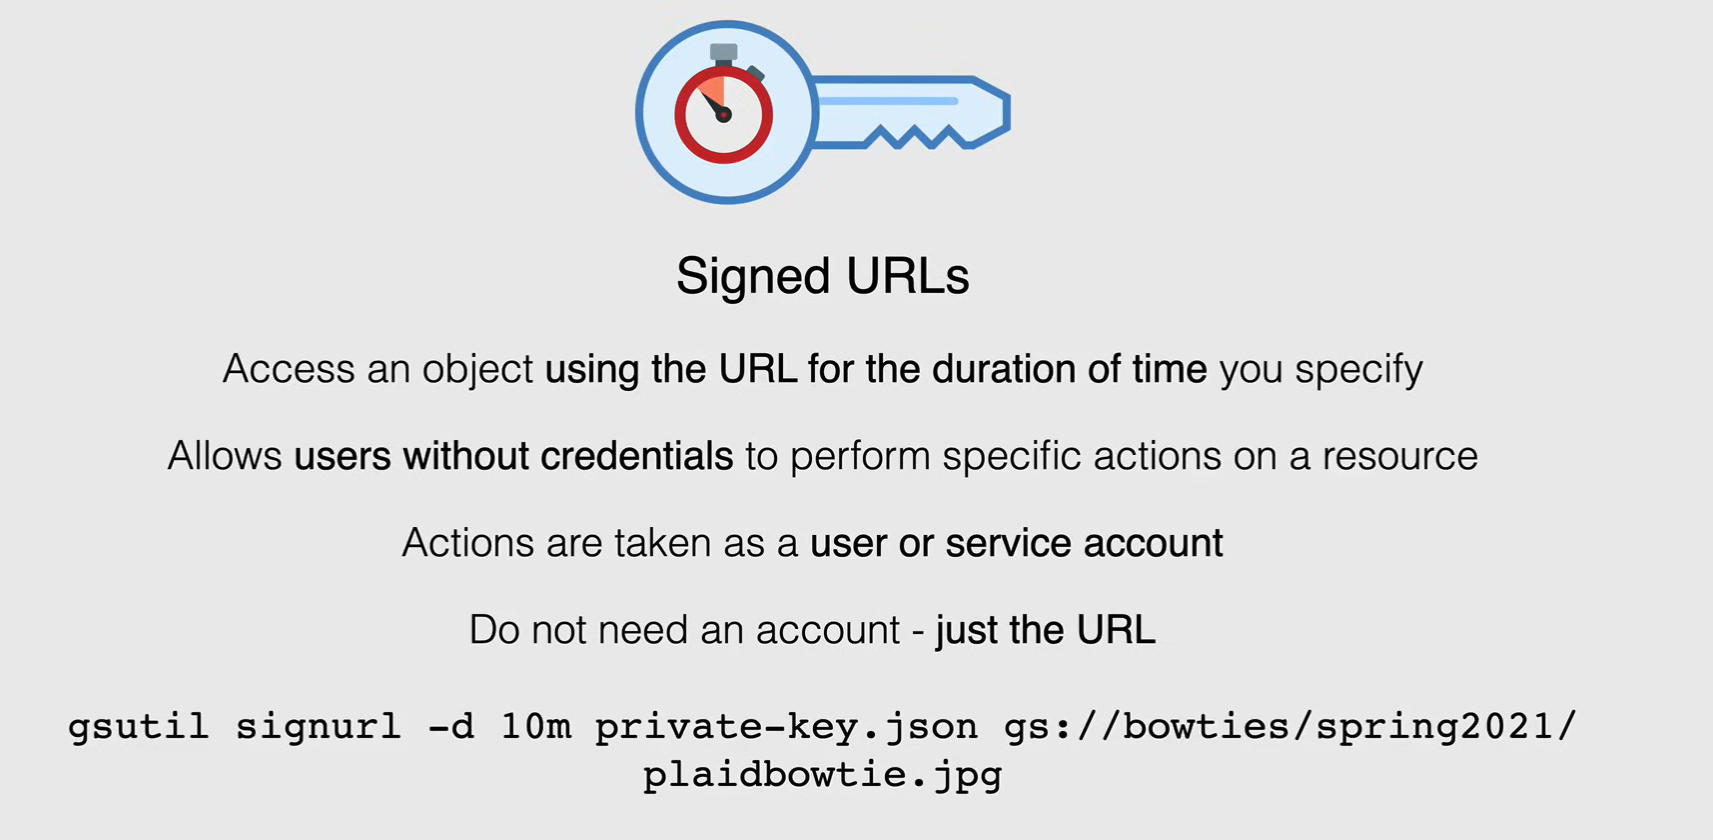 Signed URLs
Access an object using the URL for the duration of time you specify
Allows users without credentials to perform specific actions on a resource
Actions are taken as a user or service account
Do not need an account - just the URL
gsutil signurl -d 10m private-key.json gs://bowties/spring2021/
plaidbowtie.jpg